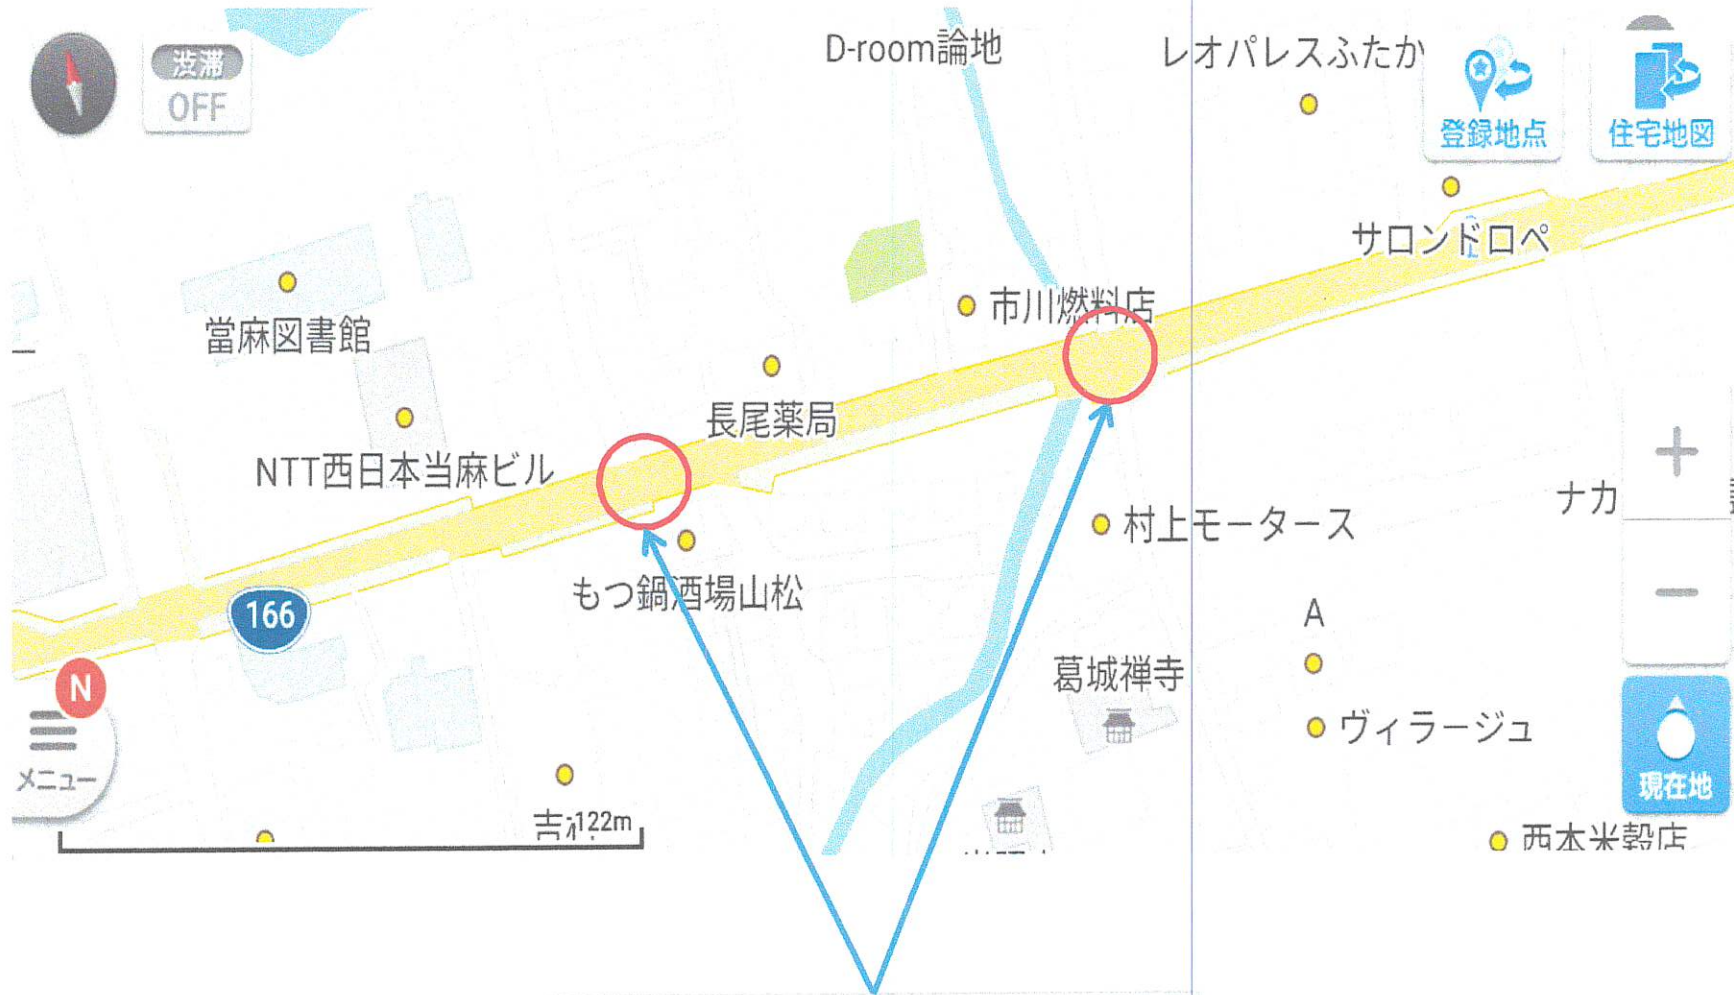 D-room論地
レオパレスふたか
渋滞
OFF
登録地点
住宅地図
サロンドロペ
市川燃料店
當麻図書館
長尾薬局
NTT西日本当麻ビル
ナカ
村上モータース
もつ鍋酒場山松
166
A
葛城禅寺
N
ヴィラージュ
メニュー
現在地
122m
西本米穀店